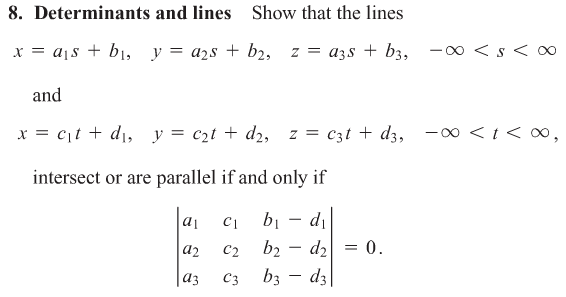 8. Determinants and lines Show that the lines
x = a₁s + b₁, y = a₂s + b₂, z = a₃s + b₃, −∞ < s < ∞
and
x = c₁t + d₁, y = c₂t + d₂, z = c₃t + d₃, −∞ < t < ∞,
intersect or are parallel if and only if
|a₁ c₁ b₁ − d₁|
|a₂ c₂ b₂ − d₂| = 0.
|a₃ c₃ b₃ − d₃|